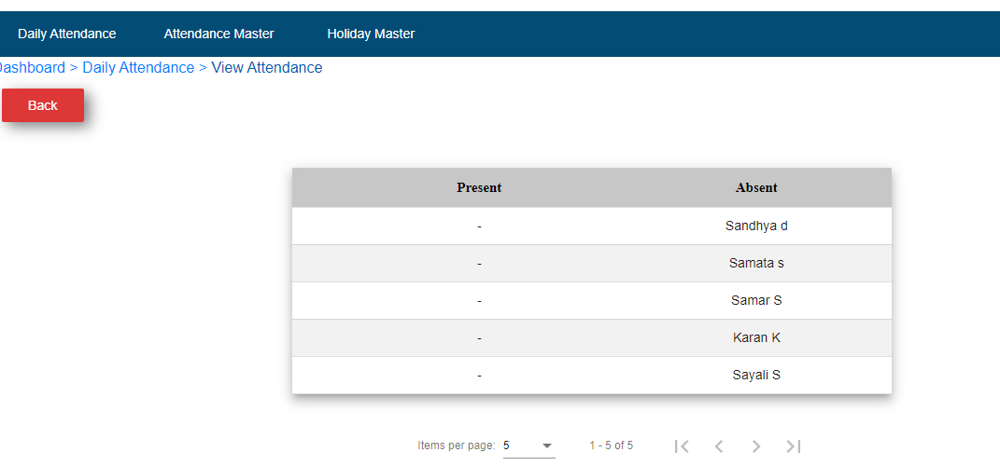 Daily Attendance Attendance Master Holiday Master
Dashboard > Daily Attendance > View Attendance
Back
Present Absent
- Sandhya d
- Samata s
- Samar S
- Karan K
- Sayali S
Items per page: 5 1 - 5 of 5